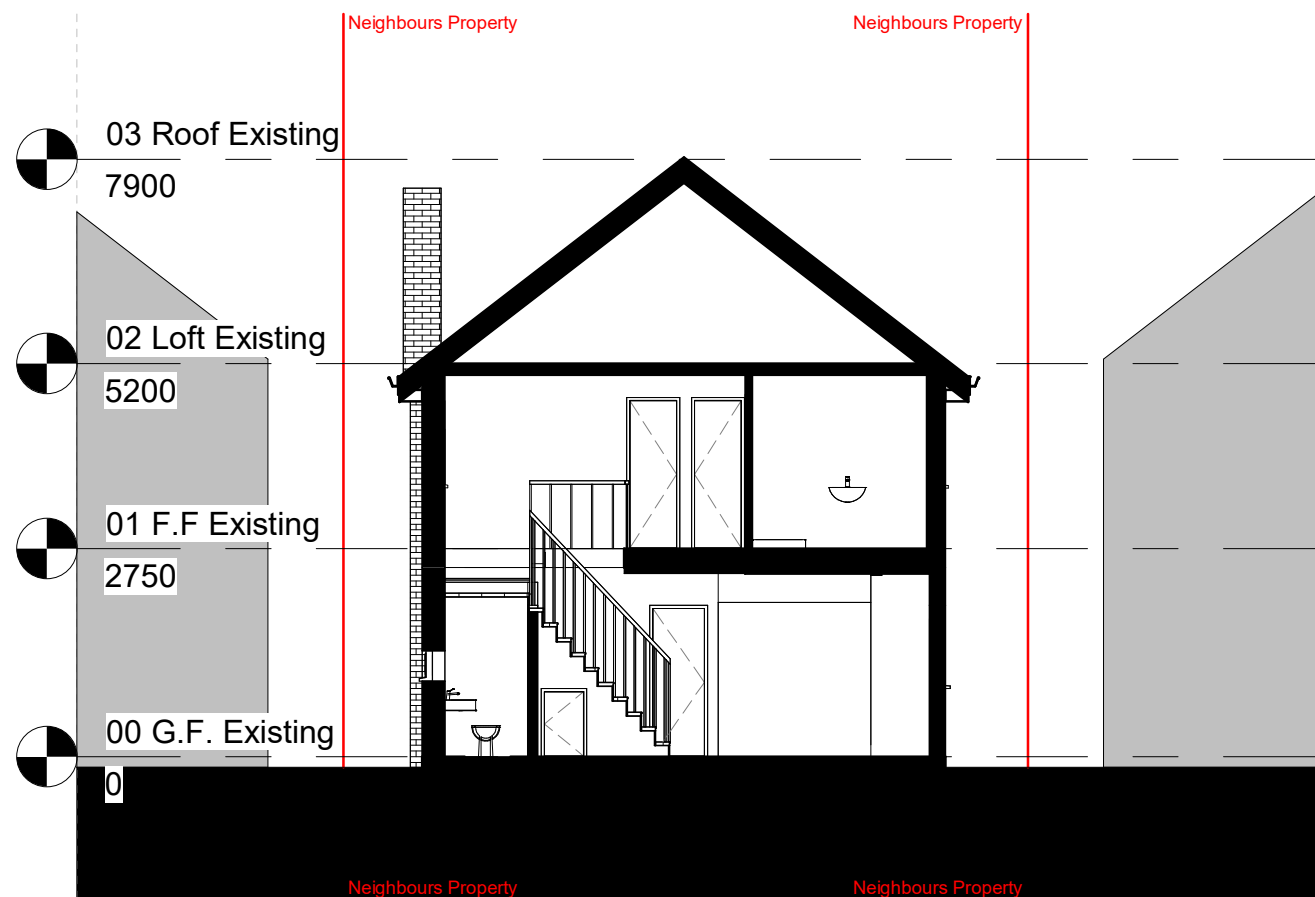 Neighbours Property
Neighbours Property
03 Roof Existing
7900
02 Loft Existing
5200
01 F.F Existing
2750
00 G.F. Existing
0
Neighbours Property
Neighbours Property